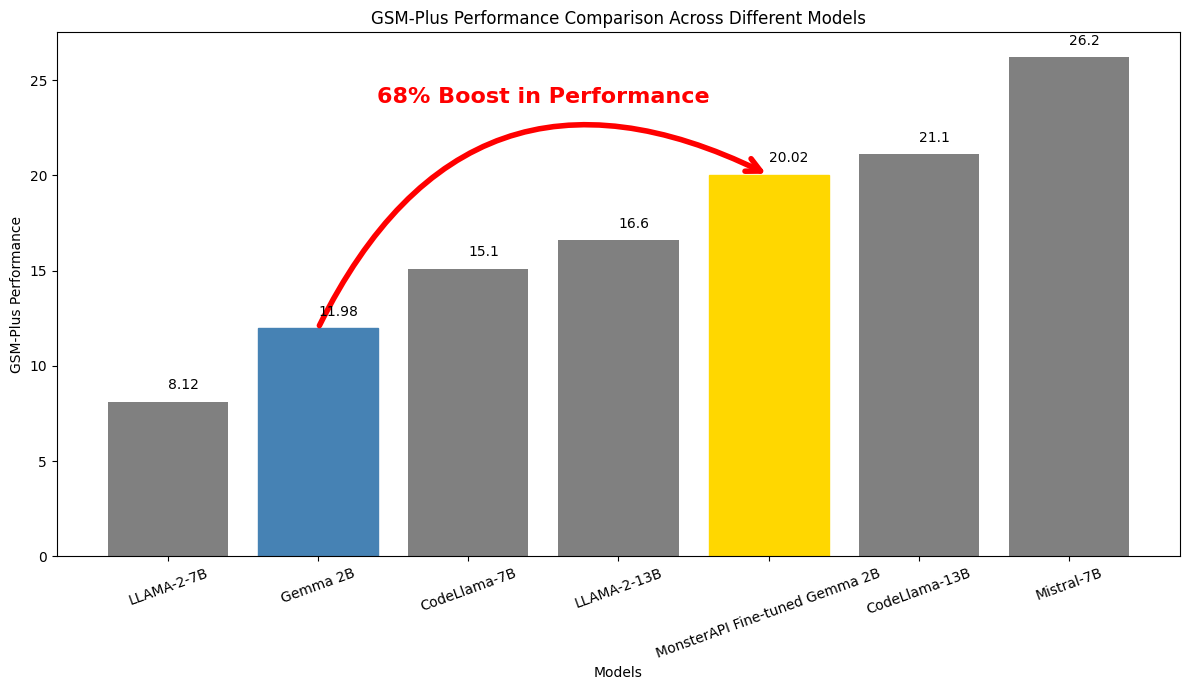 GSM-Plus Performance Comparison Across Different Models
26.2
25
68% Boost in Performance
21.1
20.02
20
16.6
15.1
15
11.98
10
8.12
5
0
GSM-Plus Performance
LLAMA-2-7B
Gemma 2B
CodeLlama-7B
LLAMA-2-13B
MonsterAPI Fine-tuned Gemma 2B
CodeLlama-13B
Mistral-7B
Models